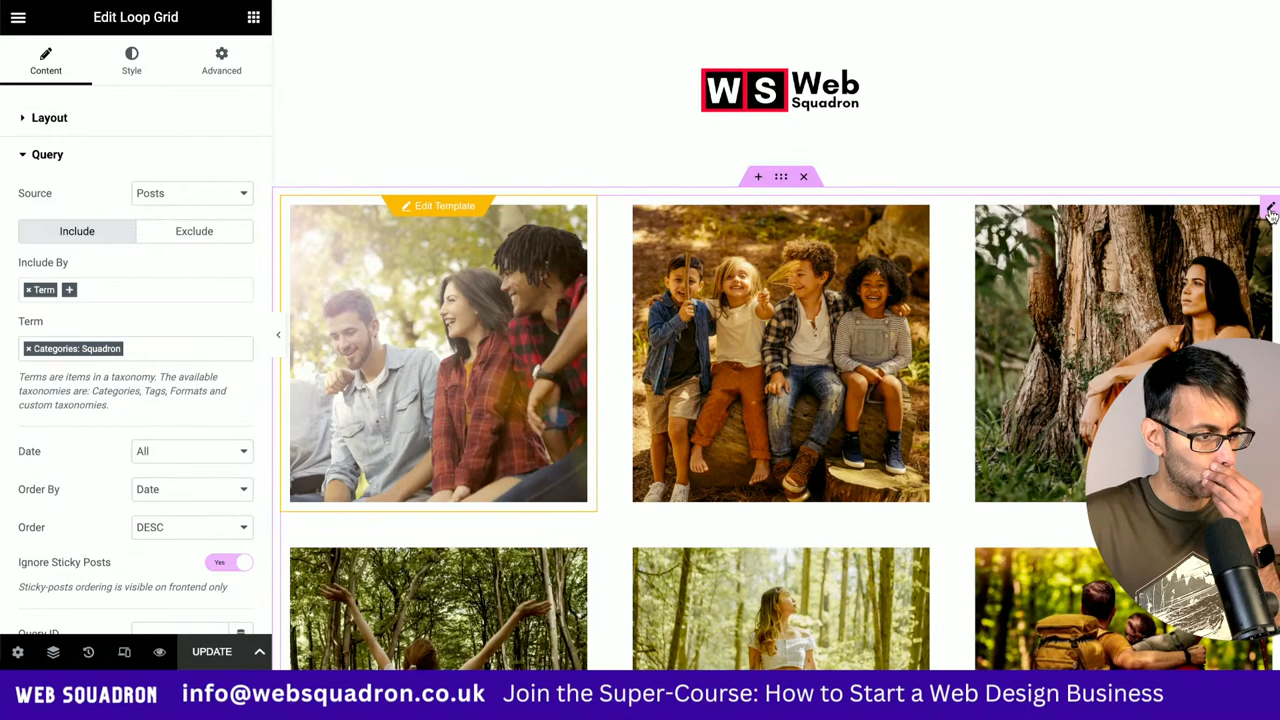 Edit Loop Grid
Content
Style
Advanced
Layout
Query
Source
Posts
Include
Exclude
Include By
× Term
+
Term
× Categories: Squadron
Terms are items in a taxonomy. The available
taxonomies are: Categories, Tags, Formats and
custom taxonomies.
Date
All
Order By
Date
Order
DESC
Ignore Sticky Posts
Yes
Sticky-posts ordering is visible on frontend only
Query ID
UPDATE
WS Web
Squadron
Edit Template
WEB SQUADRON info@websquadron.co.uk Join the Super-Course: How to Start a Web Design Business